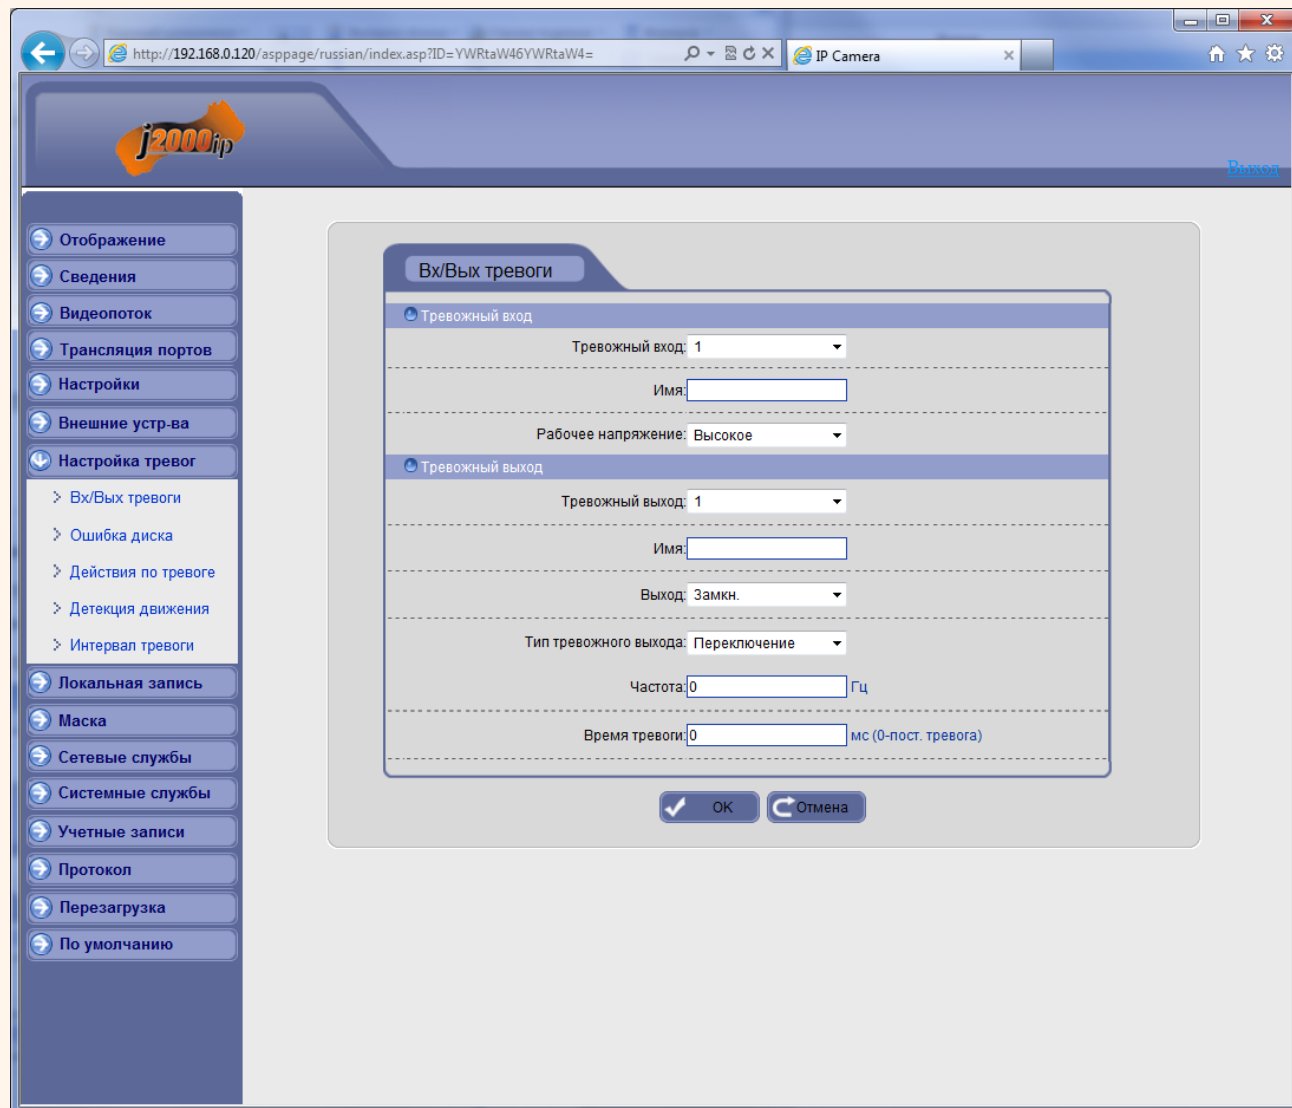 http://192.168.0.120/asppage/russian/index.asp?ID=YWRtaW46YWRtaW4=
IP Camera
j2000ip
Выход
Отображение
Сведения
Видеопоток
Трансляция портов
Настройки
Внешние устр-ва
Настройка тревог
Вх/Вых тревоги
Ошибка диска
Действия по тревоге
Детекция движения
Интервал тревоги
Локальная запись
Маска
Сетевые службы
Системные службы
Учетные записи
Протокол
Перезагрузка
По умолчанию
Вх/Вых тревоги
Тревожный вход
Тревожный вход: 1
Имя:
Рабочее напряжение: Высокое
Тревожный выход
Тревожный выход: 1
Имя:
Выход: Замкн.
Тип тревожного выхода: Переключение
Частота: 0 Гц
Время тревоги: 0 мс (0-пост. тревога)
OK
Отмена